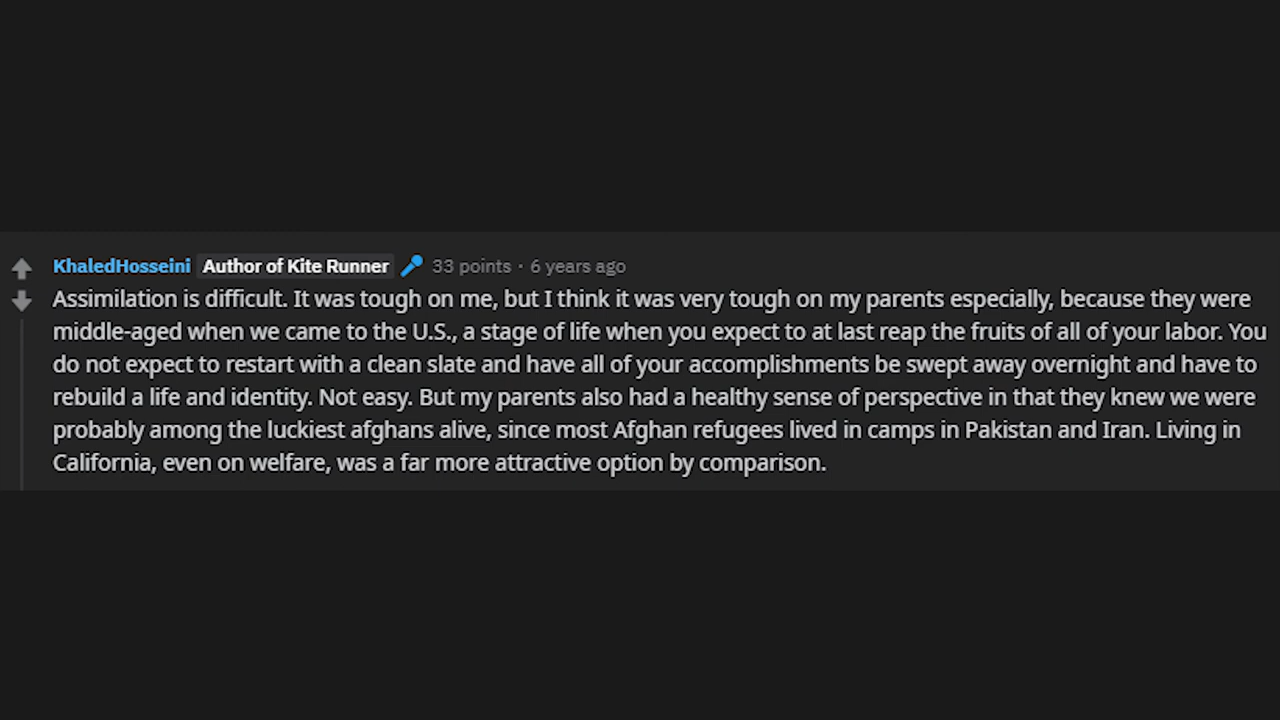 KhaledHosseini Author of Kite Runner 33 points · 6 years ago
Assimilation is difficult. It was tough on me, but I think it was very tough on my parents especially, because they were
middle-aged when we came to the U.S., a stage of life when you expect to at last reap the fruits of all of your labor. You
do not expect to restart with a clean slate and have all of your accomplishments be swept away overnight and have to
rebuild a life and identity. Not easy. But my parents also had a healthy sense of perspective in that they knew we were
probably among the luckiest afghans alive, since most Afghan refugees lived in camps in Pakistan and Iran. Living in
California, even on welfare, was a far more attractive option by comparison.